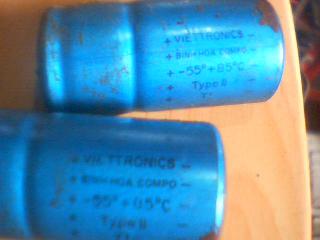 + VIETTRONICS -
+ BINH HOA COMPO. -
+ -55°+85°C -
+ Type II -
+ VIETTRONICS -
+ BINH HOA COMPO -
+ -55°+85°C -
+ Type II -